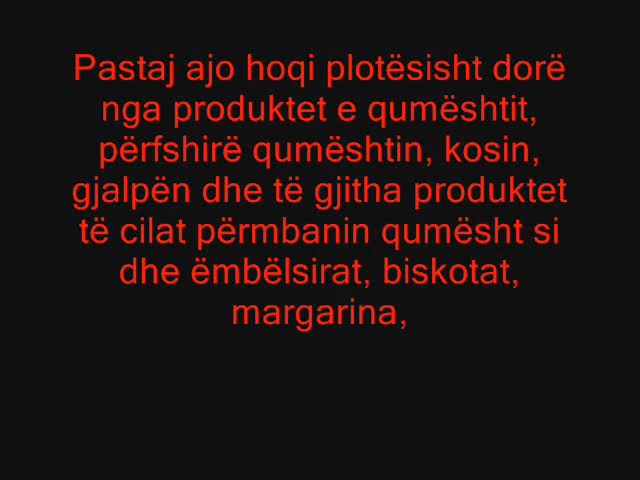 Pastaj ajo hoqi plotësisht dorë
nga produktet e qumështit,
përfshirë qumështin, kosin,
gjalpën dhe të gjitha produktet
të cilat përmbanin qumësht si
dhe ëmbëlsirat, biskotat,
margarina,